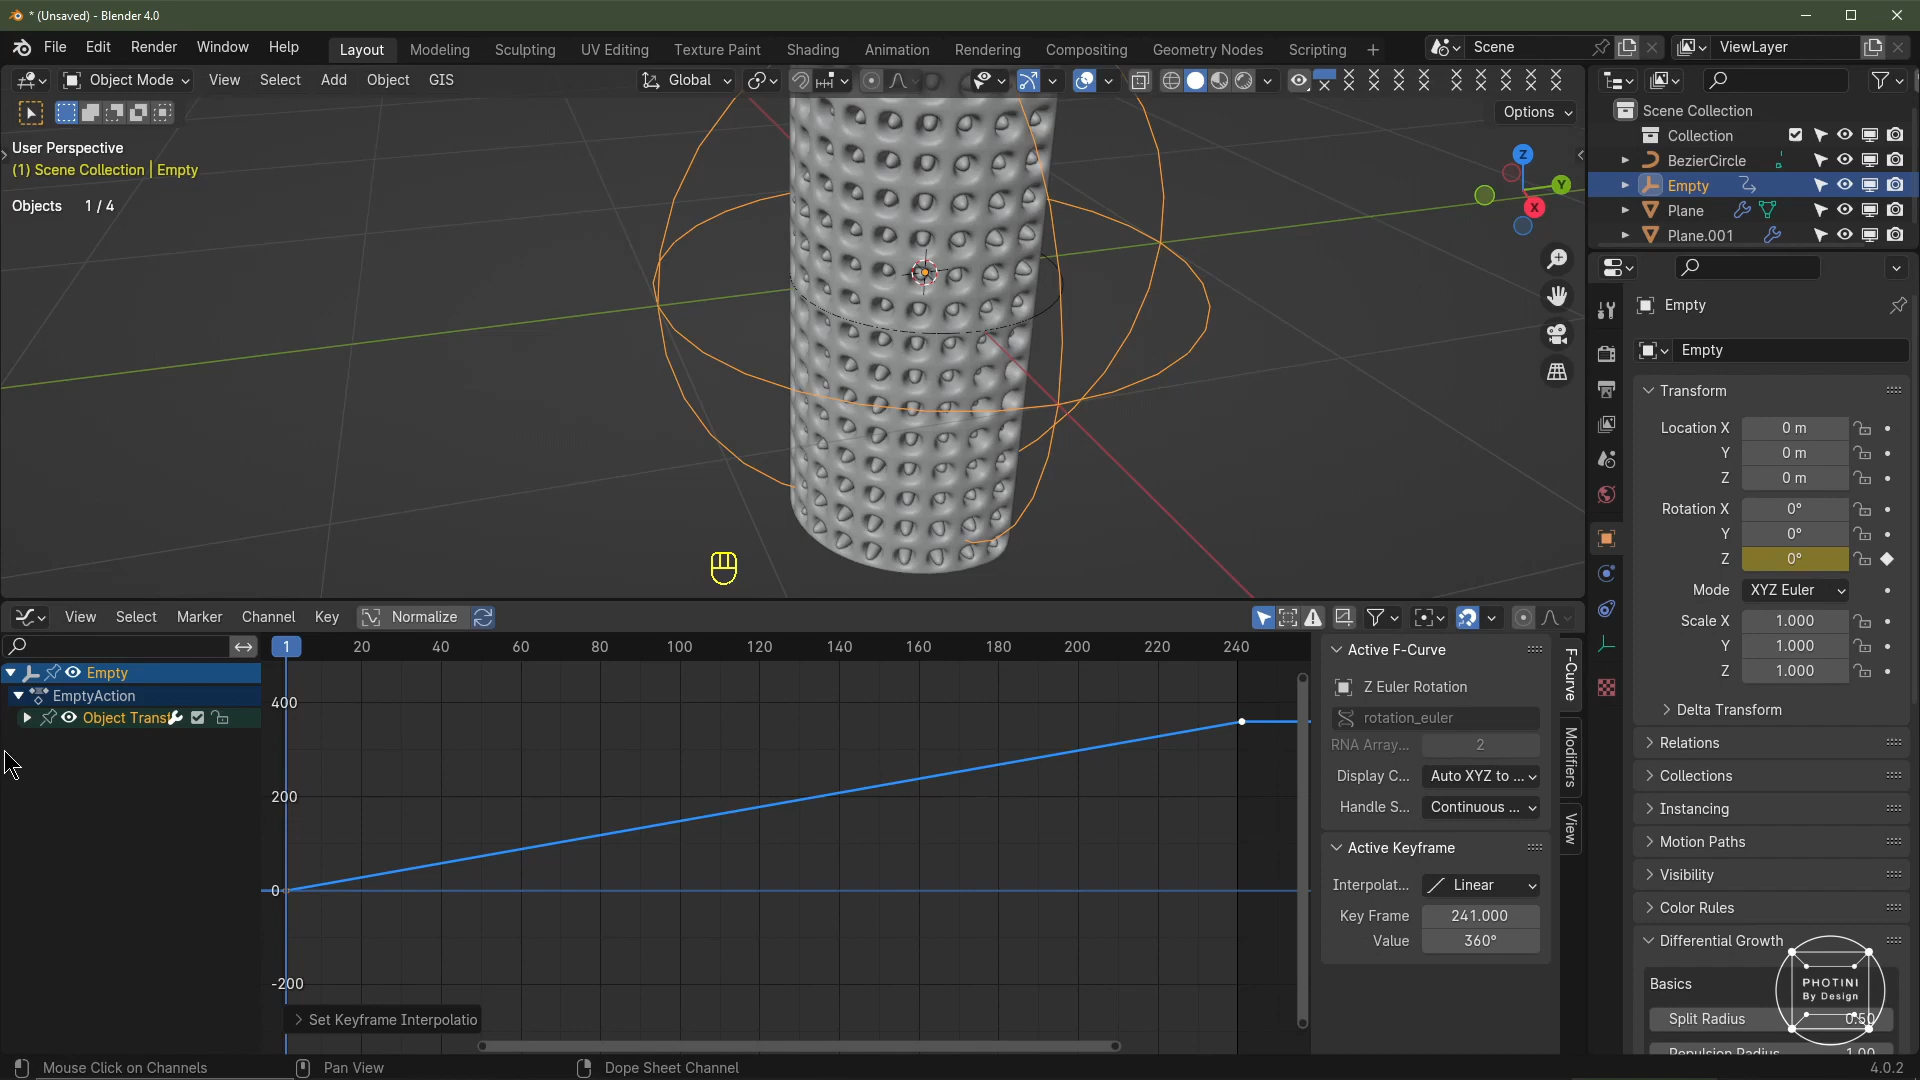 * (Unsaved) - Blender 4.0
File Edit Render Window Help
Layout Modeling Sculpting UV Editing Texture Paint Shading Animation Rendering Compositing Geometry Nodes Scripting +
Scene
ViewLayer
Object Mode View Select Add Object GIS
Global
Options
User Perspective
(1) Scene Collection | Empty
Objects 1 / 4
Z
Y
X
Scene Collection
Collection
BezierCircle
Empty
Plane
Plane.001
Empty
Empty
Transform
Location X 0 m
Y 0 m
Z 0 m
Rotation X 0°
Y 0°
Z 0°
Mode XYZ Euler
Scale X 1.000
Y 1.000
Z 1.000
Delta Transform
Relations
Collections
Instancing
Motion Paths
Visibility
Color Rules
Differential Growth
Basics
Split Radius 0.50
Repulsion Radius 1.00
PHOTINI
By Design
View Select Marker Channel Key Normalize
1 20 40 60 80 100 120 140 160 180 200 220 240
Empty
EmptyAction
Object Trans
400
200
0
-200
Set Keyframe Interpolatio
Active F-Curve
Z Euler Rotation
rotation_euler
RNA Array... 2
Display C... Auto XYZ to ...
Handle S... Continuous ...
Active Keyframe
Interpolat... Linear
Key Frame 241.000
Value 360°
F-Curve
Modifiers
View
Mouse Click on Channels Pan View Dope Sheet Channel
4.0.2